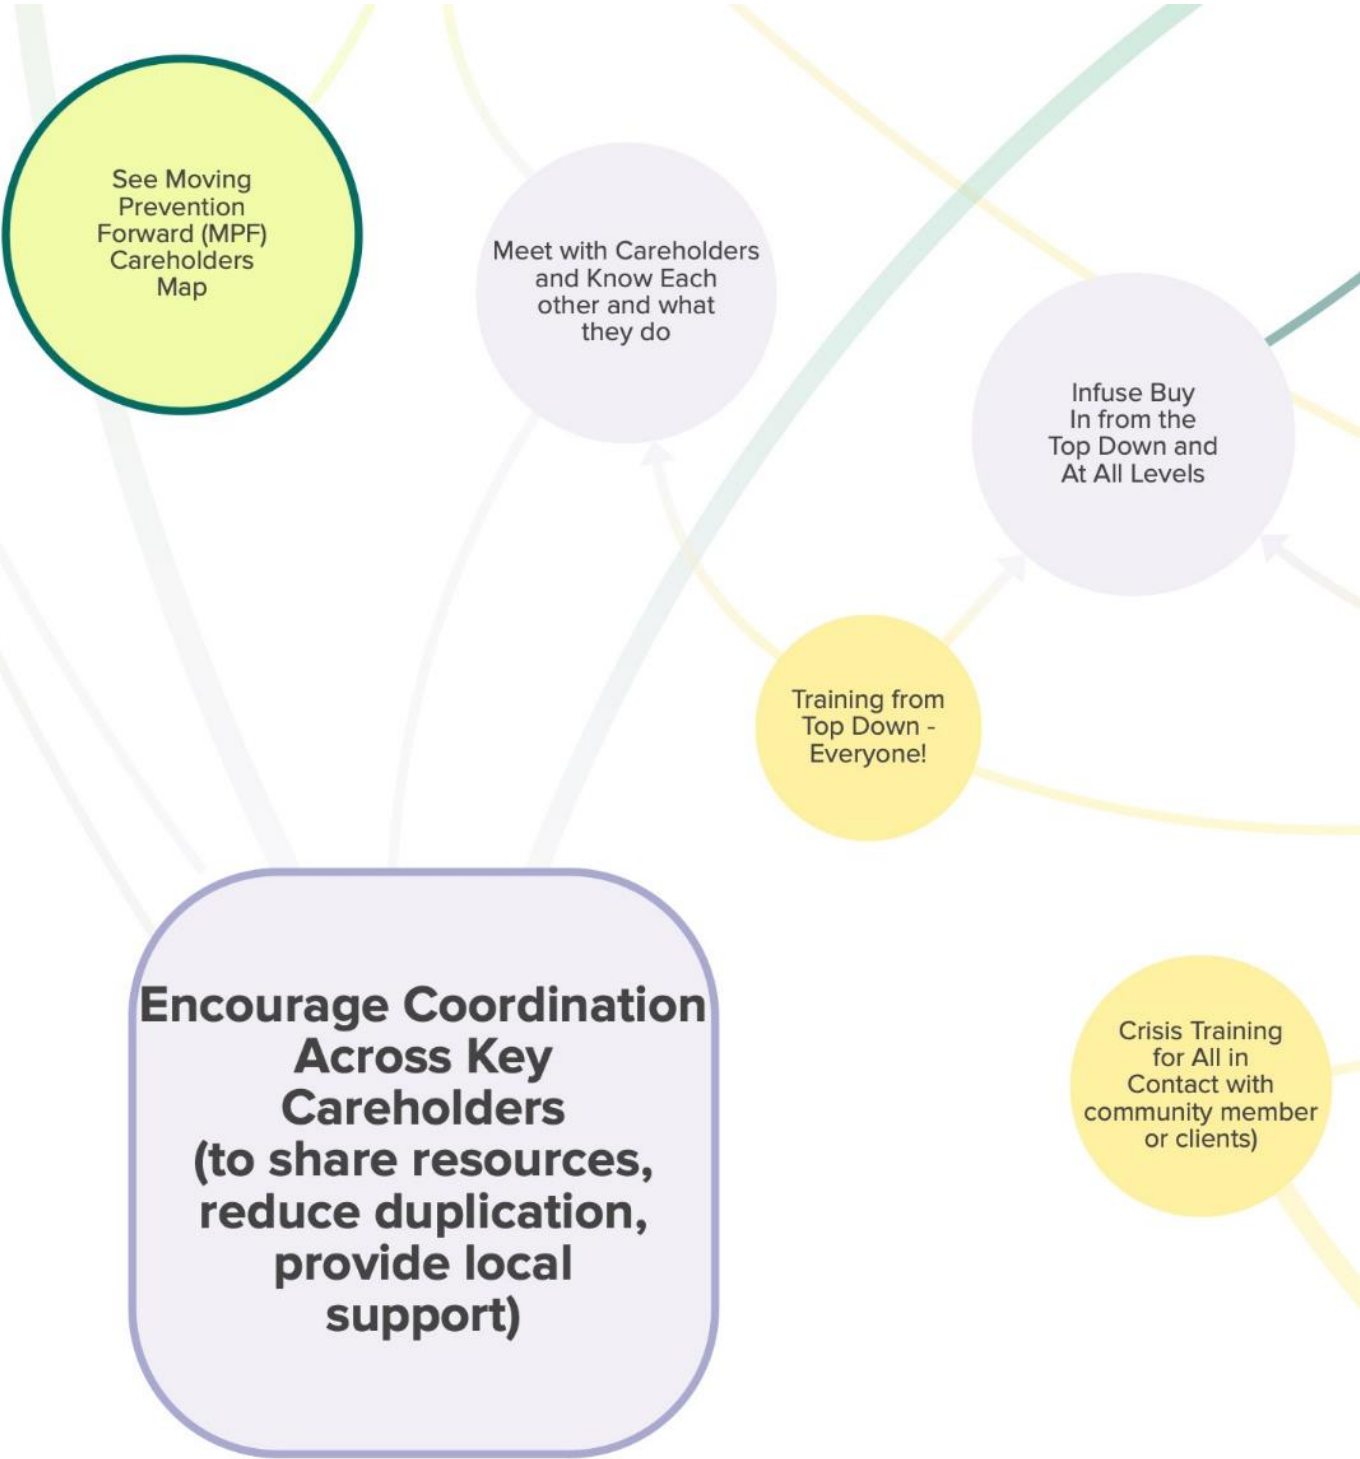 See Moving
Prevention
Forward (MPF)
Careholders
Map
Meet with Careholders
and Know Each
other and what
they do
Infuse Buy
In from the
Top Down and
At All Levels
Training from
Top Down -
Everyone!
Encourage Coordination
Across Key
Careholders
(to share resources,
reduce duplication,
provide local
support)
Crisis Training
for All in
Contact with
community member
or clients)